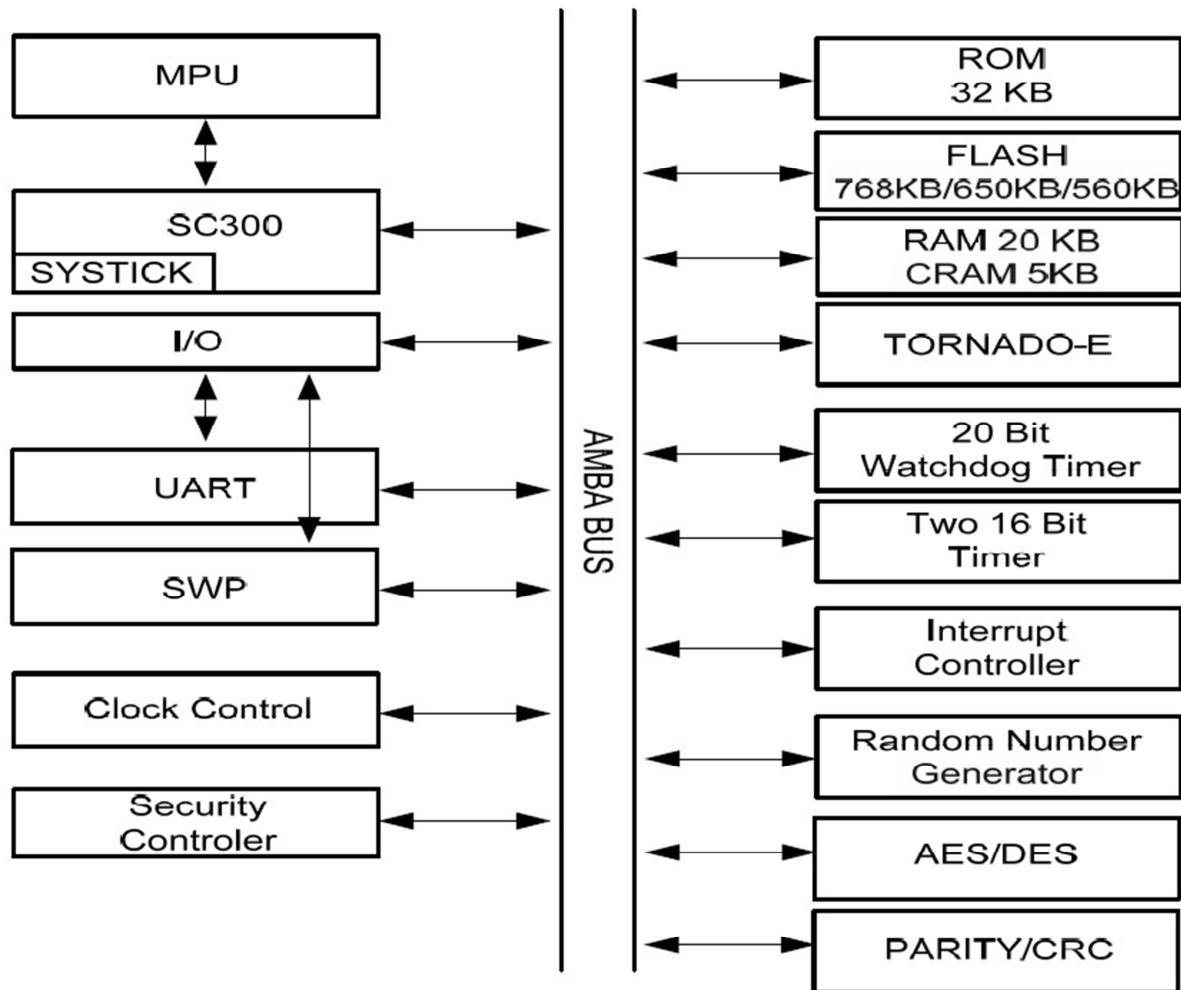 MPU
SC300
SYSTICK
I/O
UART
SWP
Clock Control
Security
Controler
AMBA BUS
ROM
32 KB
FLASH
768KB/650KB/560KB
RAM 20 KB
CRAM 5KB
TORNADO-E
20 Bit
Watchdog Timer
Two 16 Bit
Timer
Interrupt
Controller
Random Number
Generator
AES/DES
PARITY/CRC